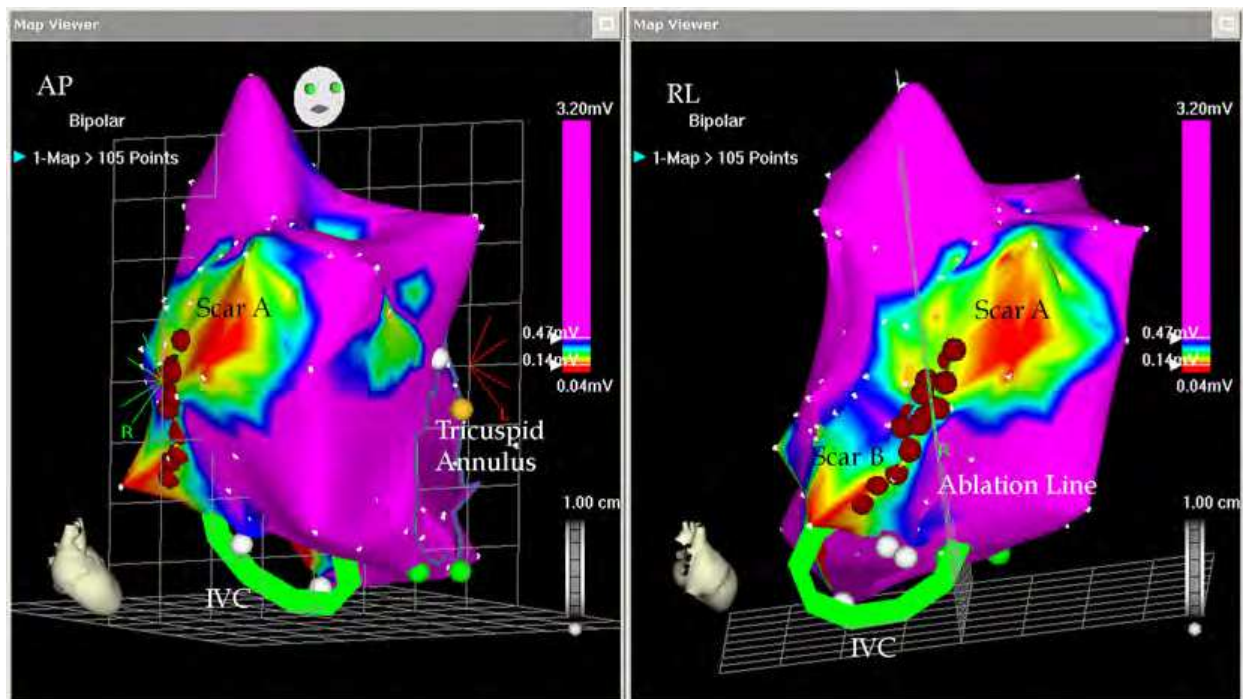 Map Viewer
AP
Bipolar
1-Map > 105 Points
3.20mV
0.47mV
0.14mV
0.04mV
Scar A
R
L
Tricuspid
Annulus
1.00 cm
IVC
Map Viewer
RL
Bipolar
1-Map > 105 Points
3.20mV
0.47mV
0.14mV
0.04mV
Scar A
Scar B
R
Ablation Line
1.00 cm
IVC